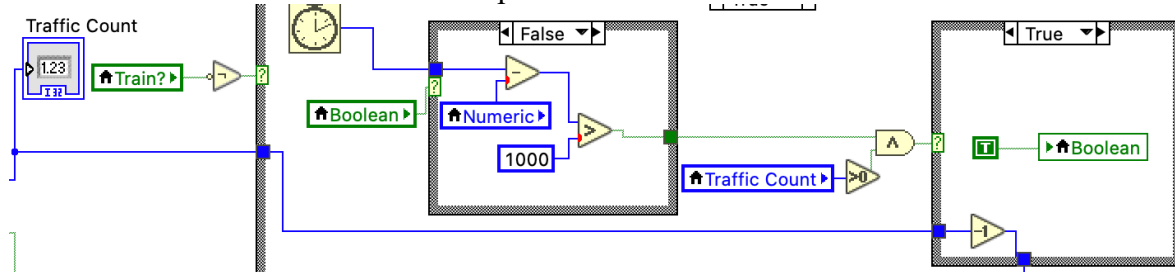 Traffic Count
1.23
I32
Train?
?
Boolean
False
?
Numeric
1000
Traffic Count
>0
True
?
T
Boolean
-1